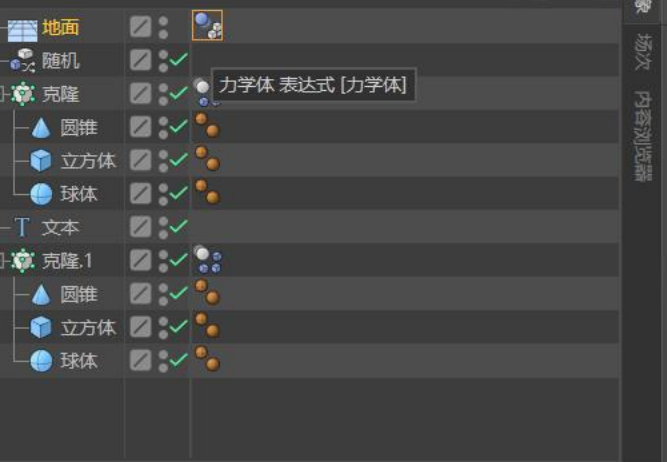 地面
随机
力学体 表达式 [力学体]
克隆
圆锥
立方体
球体
T 文本
克隆.1
圆锥
立方体
球体
场次
内容浏览器